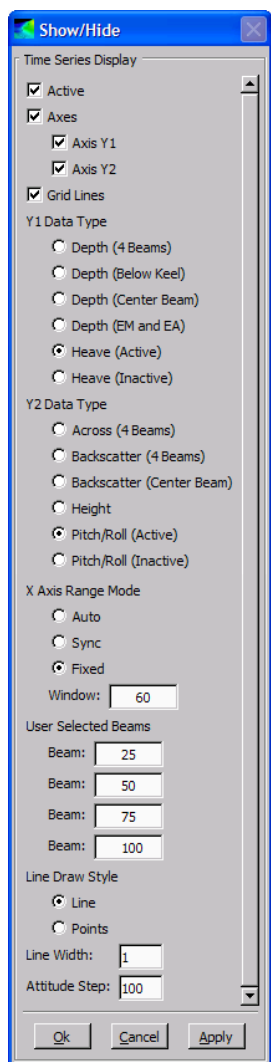 Show/Hide
Time Series Display
Active
Axes
Axis Y1
Axis Y2
Grid Lines
Y1 Data Type
Depth (4 Beams)
Depth (Below Keel)
Depth (Center Beam)
Depth (EM and EA)
Heave (Active)
Heave (Inactive)
Y2 Data Type
Across (4 Beams)
Backscatter (4 Beams)
Backscatter (Center Beam)
Height
Pitch/Roll (Active)
Pitch/Roll (Inactive)
X Axis Range Mode
Auto
Sync
Fixed
Window: 60
User Selected Beams
Beam: 25
Beam: 50
Beam: 75
Beam: 100
Line Draw Style
Line
Points
Line Width: 1
Attitude Step: 100
Ok Cancel Apply